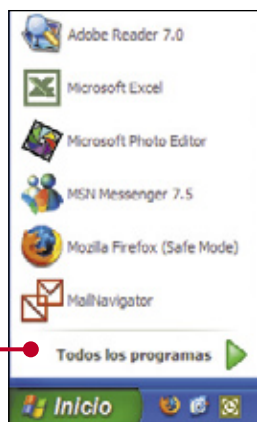 Adobe Reader 7.0
Microsoft Excel
Microsoft Photo Editor
MSN Messenger 7.5
Mozilla Firefox (Safe Mode)
MailNavigator
Todos los programas
Inicio